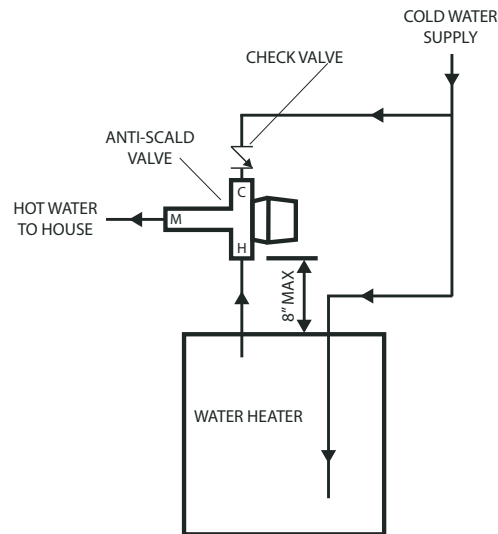 COLD WATER
SUPPLY
CHECK VALVE
ANTI-SCALD
VALVE
C
HOT WATER
TO HOUSE
M
H
8" MAX
WATER HEATER